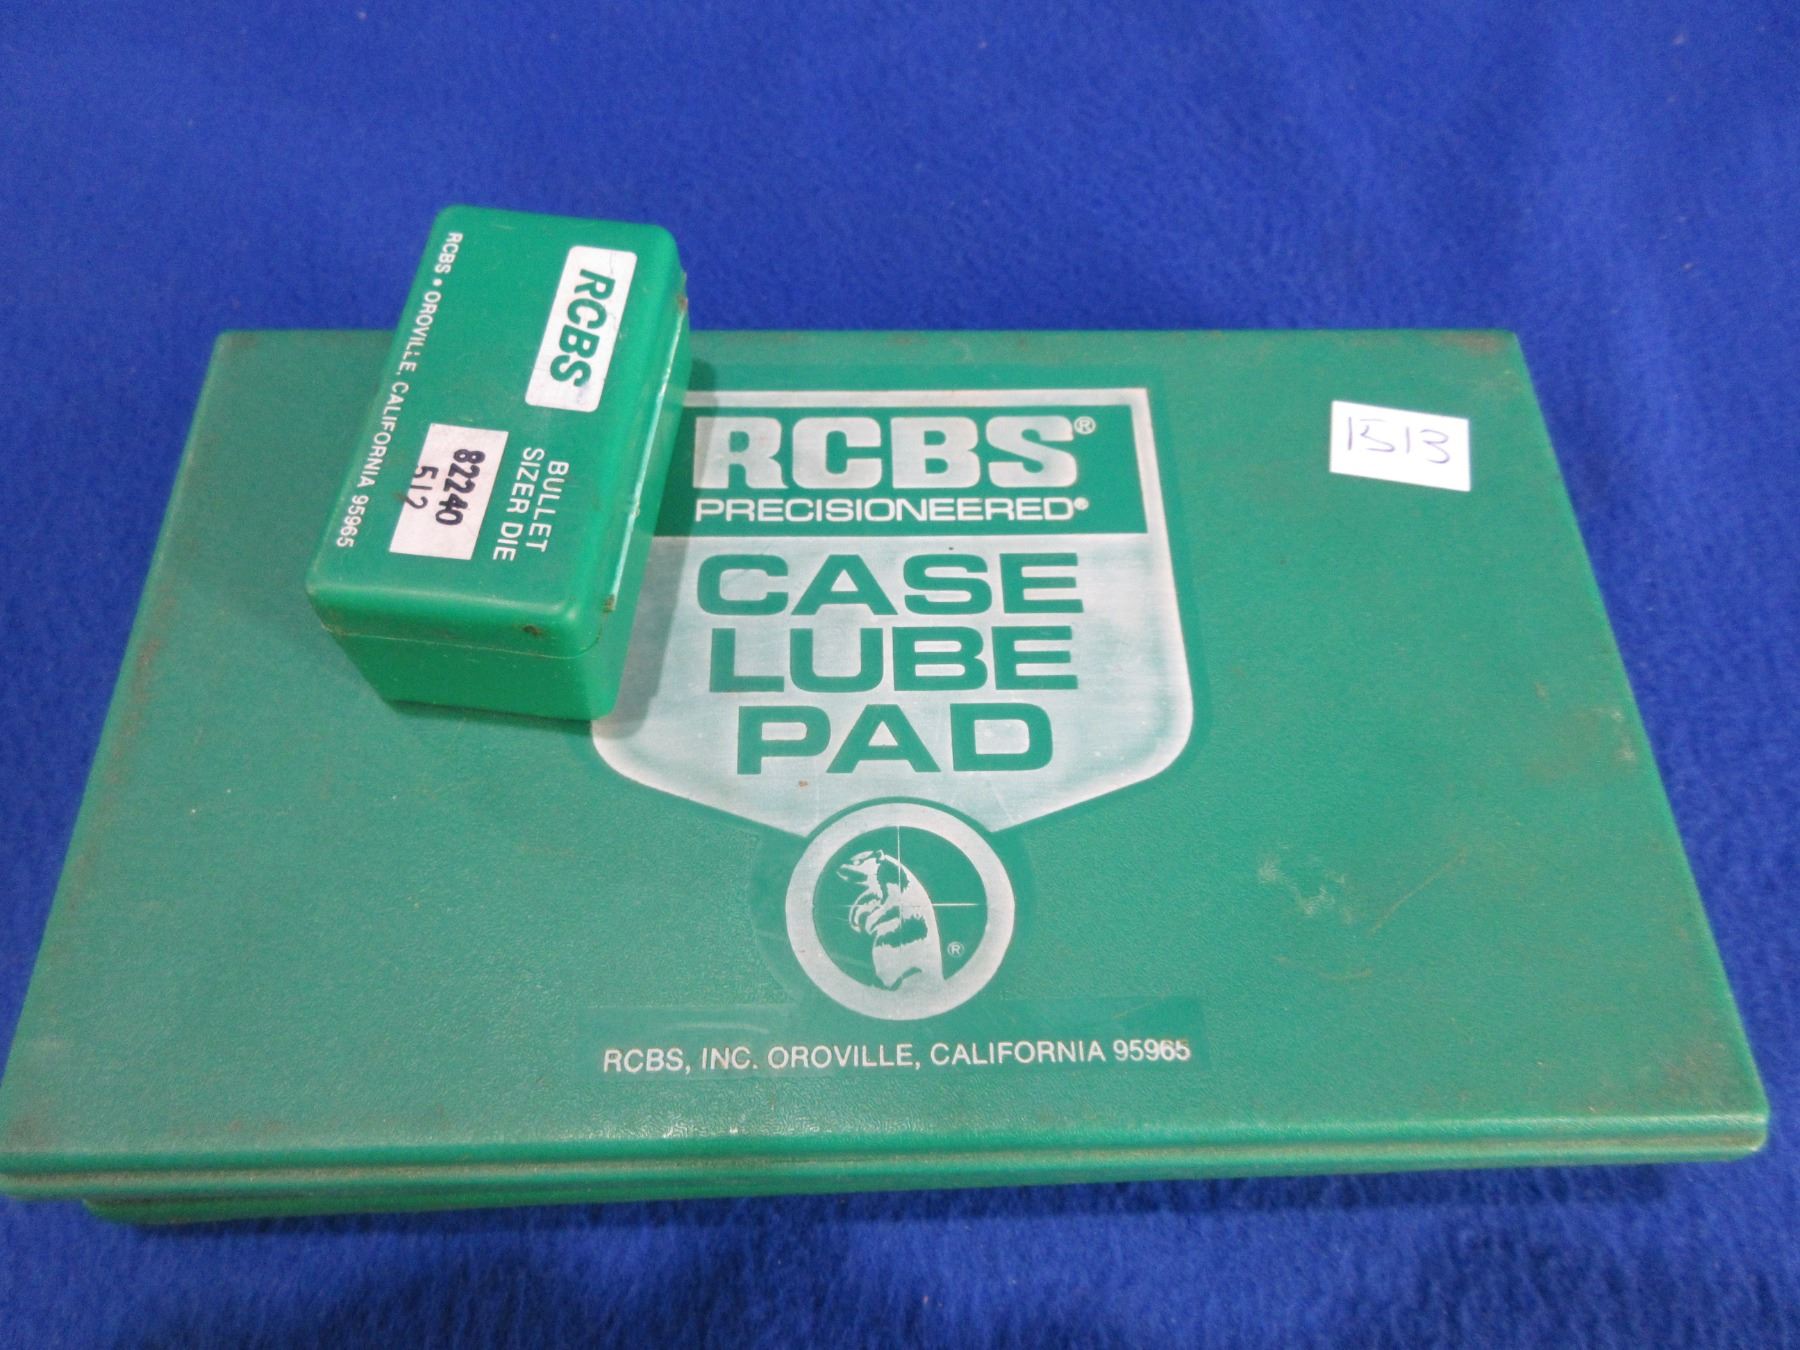 RCBS
BULLET
SIZER DIE
82240
512
RCBS • OROVILLE, CALIFORNIA 95965
RCBS®
PRECISIONEERED®
CASE
LUBE
PAD
®
RCBS, INC. OROVILLE, CALIFORNIA 95965
1513